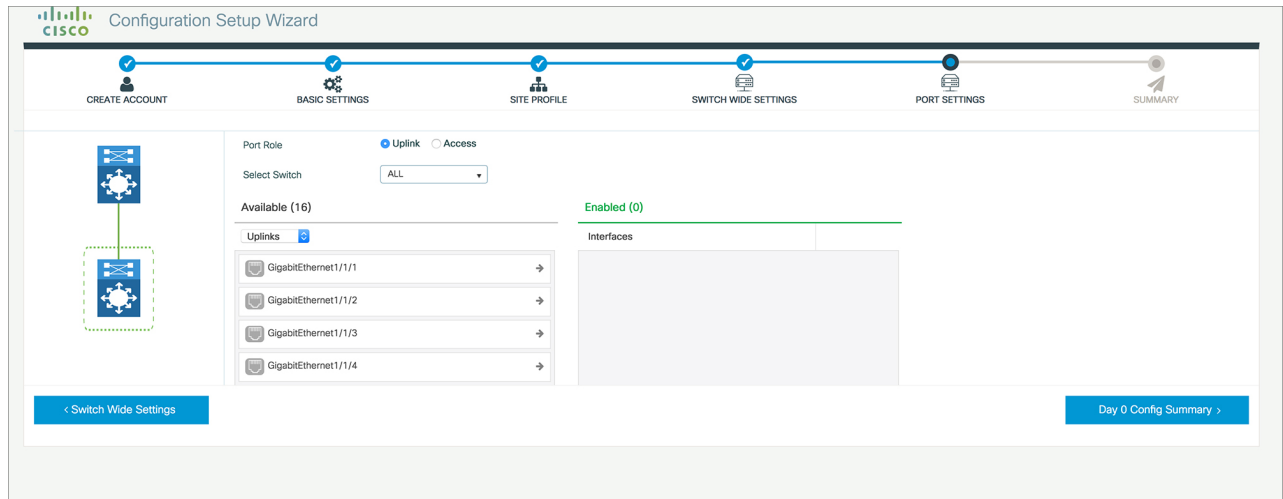 CISCO
Configuration Setup Wizard
CREATE ACCOUNT
BASIC SETTINGS
SITE PROFILE
SWITCH WIDE SETTINGS
PORT SETTINGS
SUMMARY
Port Role
Uplink
Access
Select Switch
ALL
Available (16)
Enabled (0)
Uplinks
Interfaces
GigabitEthernet1/1/1
GigabitEthernet1/1/2
GigabitEthernet1/1/3
GigabitEthernet1/1/4
< Switch Wide Settings
Day 0 Config Summary >